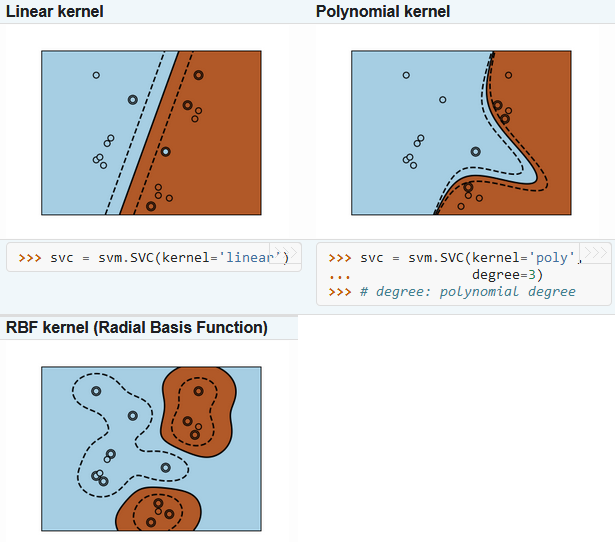 Linear kernel
Polynomial kernel
>>> svc = svm.SVC(kernel='linear')
>>>
>>> svc = svm.SVC(kernel='poly',
... degree=3)
>>> # degree: polynomial degree
>>>
RBF kernel (Radial Basis Function)